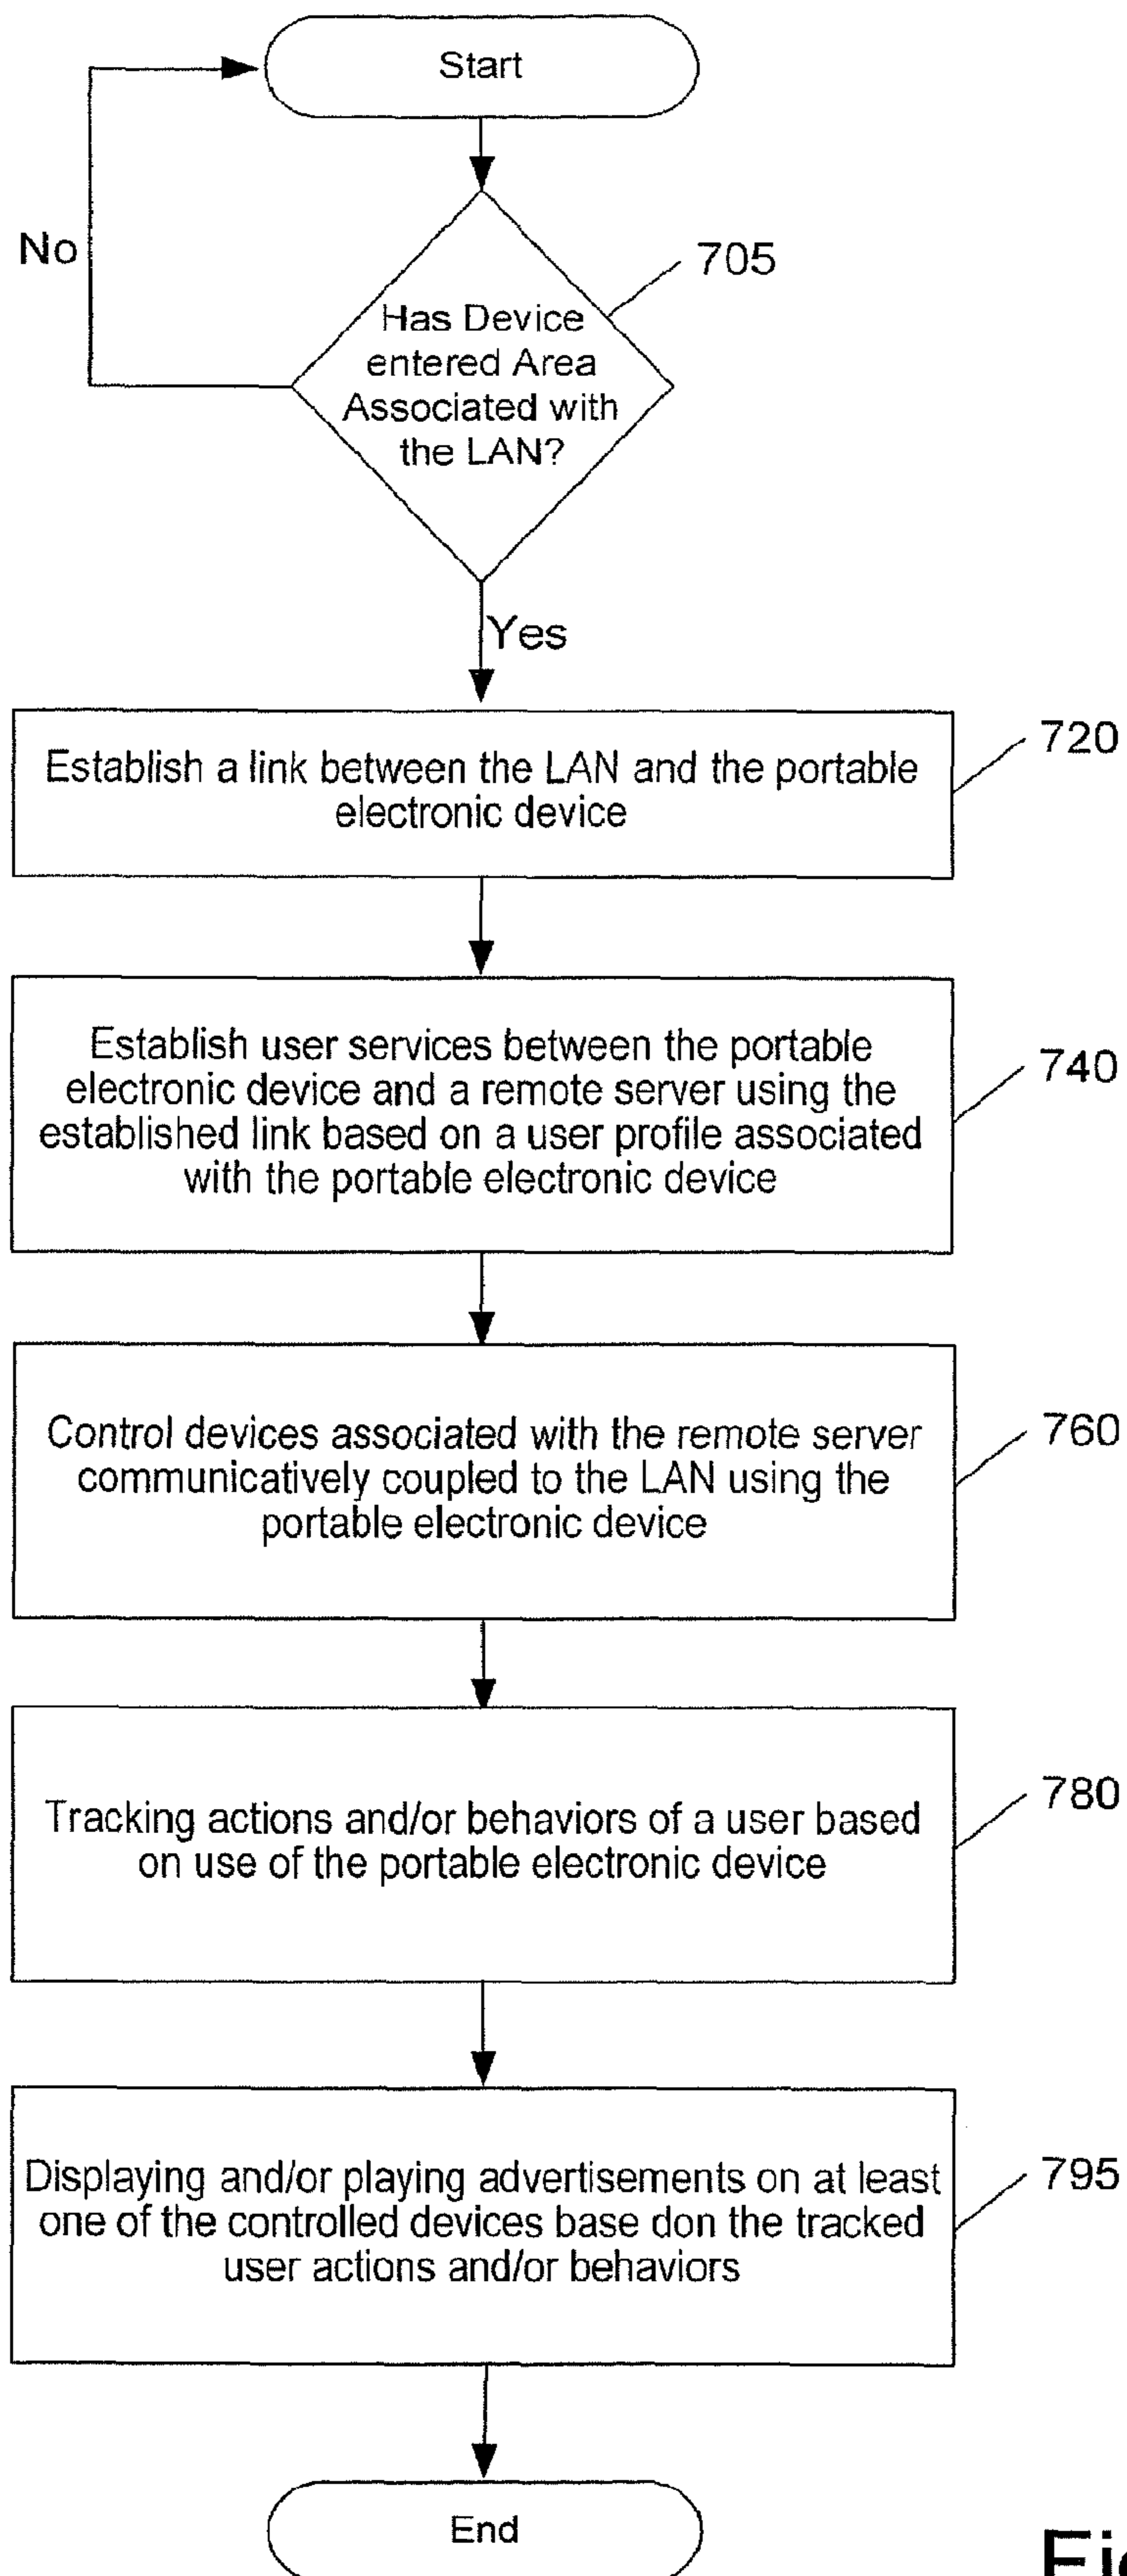 Start
No
705
Has Device
entered Area
Associated with
the LAN?
Yes
720
Establish a link between the LAN and the portable
electronic device
740
Establish user services between the portable
electronic device and a remote server using the
established link based on a user profile associated
with the portable electronic device
760
Control devices associated with the remote server
communicatively coupled to the LAN using the
portable electronic device
780
Tracking actions and/or behaviors of a user based
on use of the portable electronic device
795
Displaying and/or playing advertisements on at least
one of the controlled devices base don the tracked
user actions and/or behaviors
End